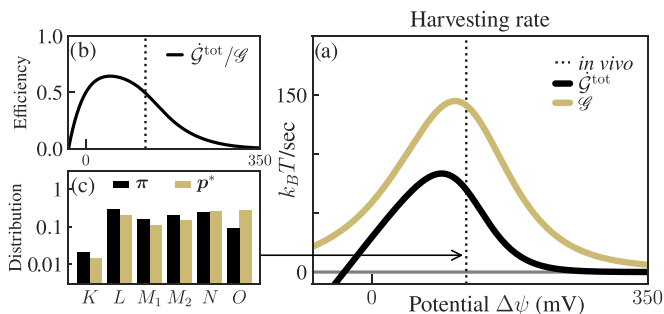 (b)
𝒢̇ᵗᵒᵗ/𝒢
Efficiency
1.0
0.5
0.0
0
350
(c)
π
p*
Distribution
1
0.1
0.01
K L M₁ M₂ N O
Harvesting rate
(a)
in vivo
𝒢̇ᵗᵒᵗ
𝒢
k_BT/sec
150
0
0
350
Potential Δψ (mV)